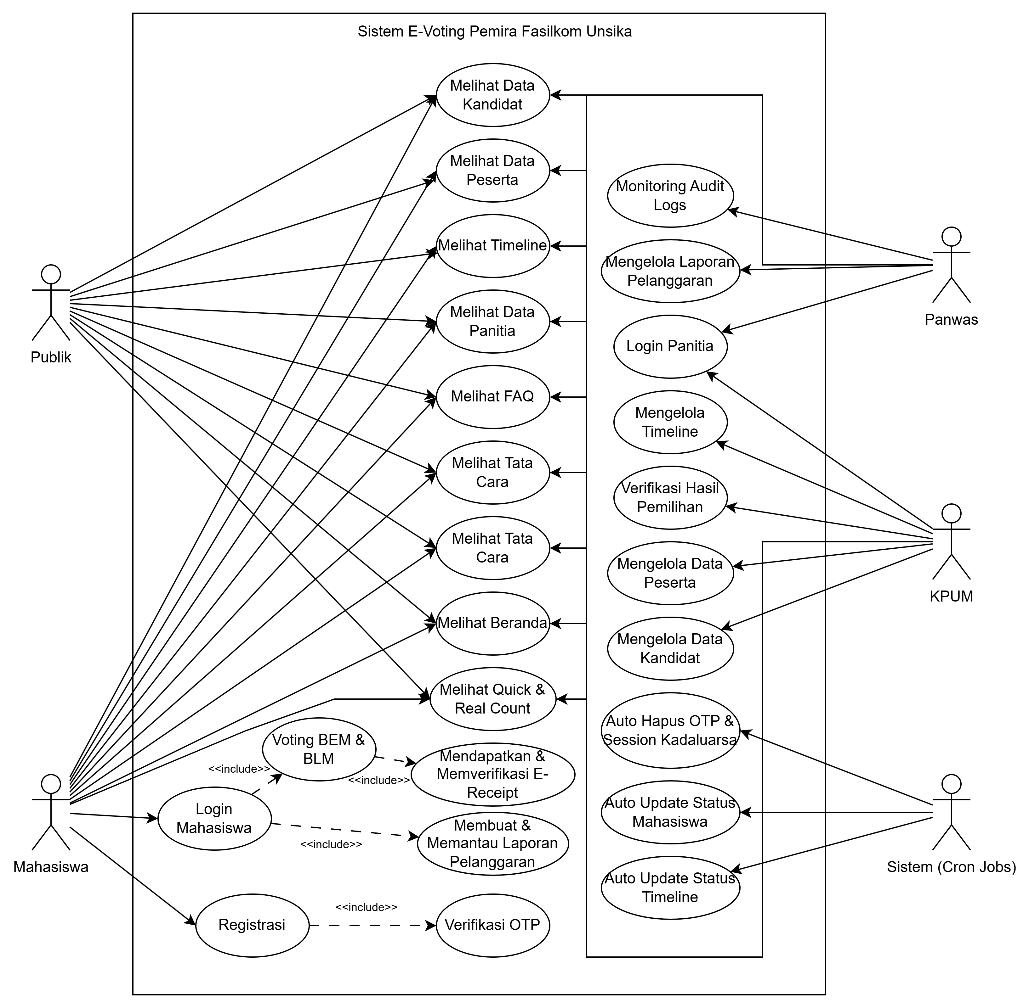 Sistem E-Voting Pemira Fasilkom Unsika
Melihat Data
Kandidat
Melihat Data
Peserta
Melihat Timeline
Melihat Data
Panitia
Melihat FAQ
Melihat Tata
Cara
Melihat Tata
Cara
Melihat Beranda
Melihat Quick &
Real Count
Voting BEM &
BLM
<<include>>
<<include>>
Mendapatkan &
Memverifikasi E-
Receipt
Login
Mahasiswa
<<include>>
Membuat &
Memantau Laporan
Pelanggaran
Registrasi
<<include>>
Verifikasi OTP
Monitoring Audit
Logs
Mengelola Laporan
Pelanggaran
Login Panitia
Mengelola
Timeline
Verifikasi Hasil
Pemilihan
Mengelola Data
Peserta
Mengelola Data
Kandidat
Auto Hapus OTP &
Session Kadaluarsa
Auto Update Status
Mahasiswa
Auto Update Status
Timeline
Publik
Mahasiswa
Panwas
KPUM
Sistem (Cron Jobs)